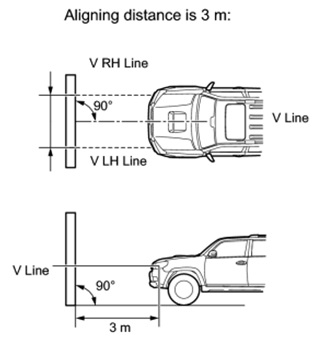 Aligning distance is 3 m:
V RH Line
90°
V Line
V LH Line
V Line
90°
3 m